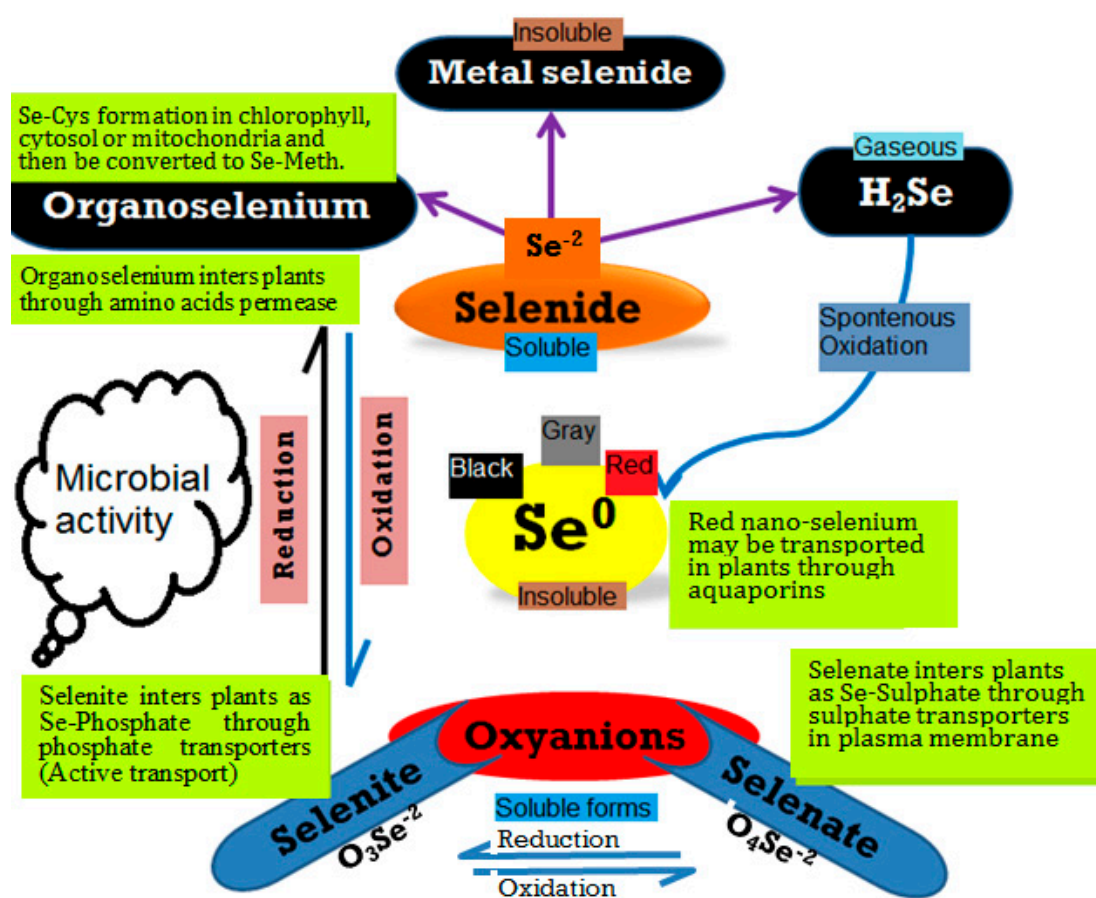 Insoluble
Metal selenide
Se-Cys formation in chlorophyll,
cytosol or mitochondria and
then be converted to Se-Meth.
Organoselenium
Gaseous
H₂Se
Se⁻²
Selenide
Soluble
Organoselenium inters plants
through amino acids permease
Spontenous
Oxidation
Microbial
activity
Reduction
Oxidation
Gray
Black
Red
Se⁰
Insoluble
Red nano-selenium
may be transported
in plants through
aquaporins
Selenite inters plants as
Se-Phosphate through
phosphate transporters
(Active transport)
Selenate inters plants
as Se-Sulphate through
sulphate transporters
in plasma membrane
Oxyanions
Selenite
O₃Se⁻²
Selenate
O₄Se⁻²
Soluble forms
Reduction
Oxidation